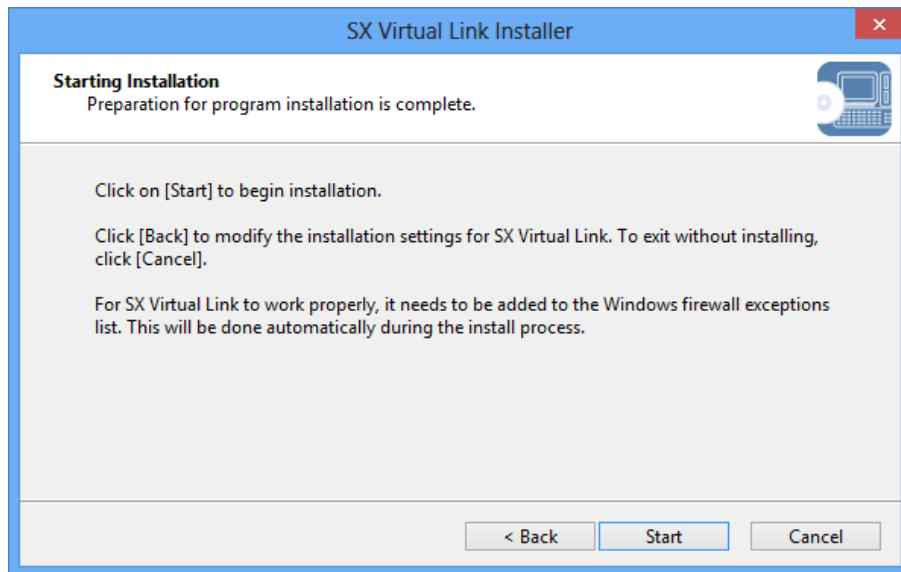 SX Virtual Link Installer
Starting Installation
Preparation for program installation is complete.
Click on [Start] to begin installation.
Click [Back] to modify the installation settings for SX Virtual Link. To exit without installing,
click [Cancel].
For SX Virtual Link to work properly, it needs to be added to the Windows firewall exceptions
list. This will be done automatically during the install process.
< Back
Start
Cancel